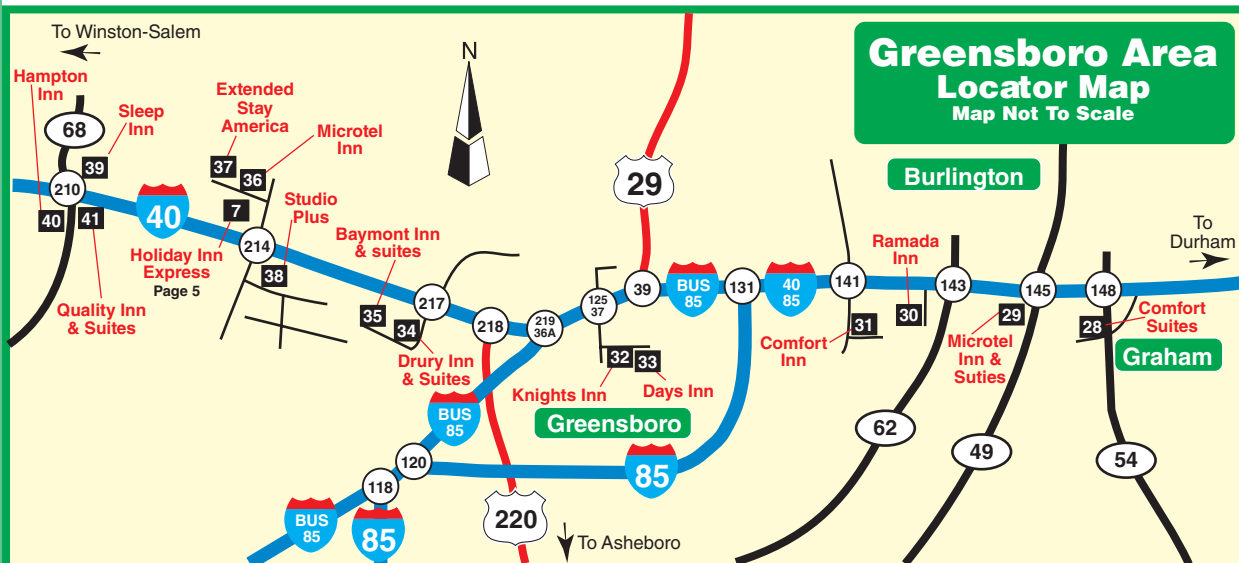 To Winston-Salem
N
Greensboro Area
Locator Map
Map Not To Scale
Hampton
Inn
68
Sleep
Inn
Extended
Stay
America
Microtel
Inn
39
37
36
29
Burlington
210
40
41
40
7
Studio
Plus
214
Baymont Inn
& suites
Holiday Inn
Express
Page 5
38
Quality Inn
& Suites
To
Durham
Ramada
Inn
217
35
34
218
219
36A
125
37
39
BUS
85
131
40
85
141
143
145
148
Drury Inn
& Suites
32
33
Knights Inn
Days Inn
Greensboro
31
Comfort
Inn
30
29
Microtel
Inn &
Suties
28
Comfort
Suites
Graham
BUS
85
62
49
54
120
118
85
BUS
85
85
220
To Asheboro